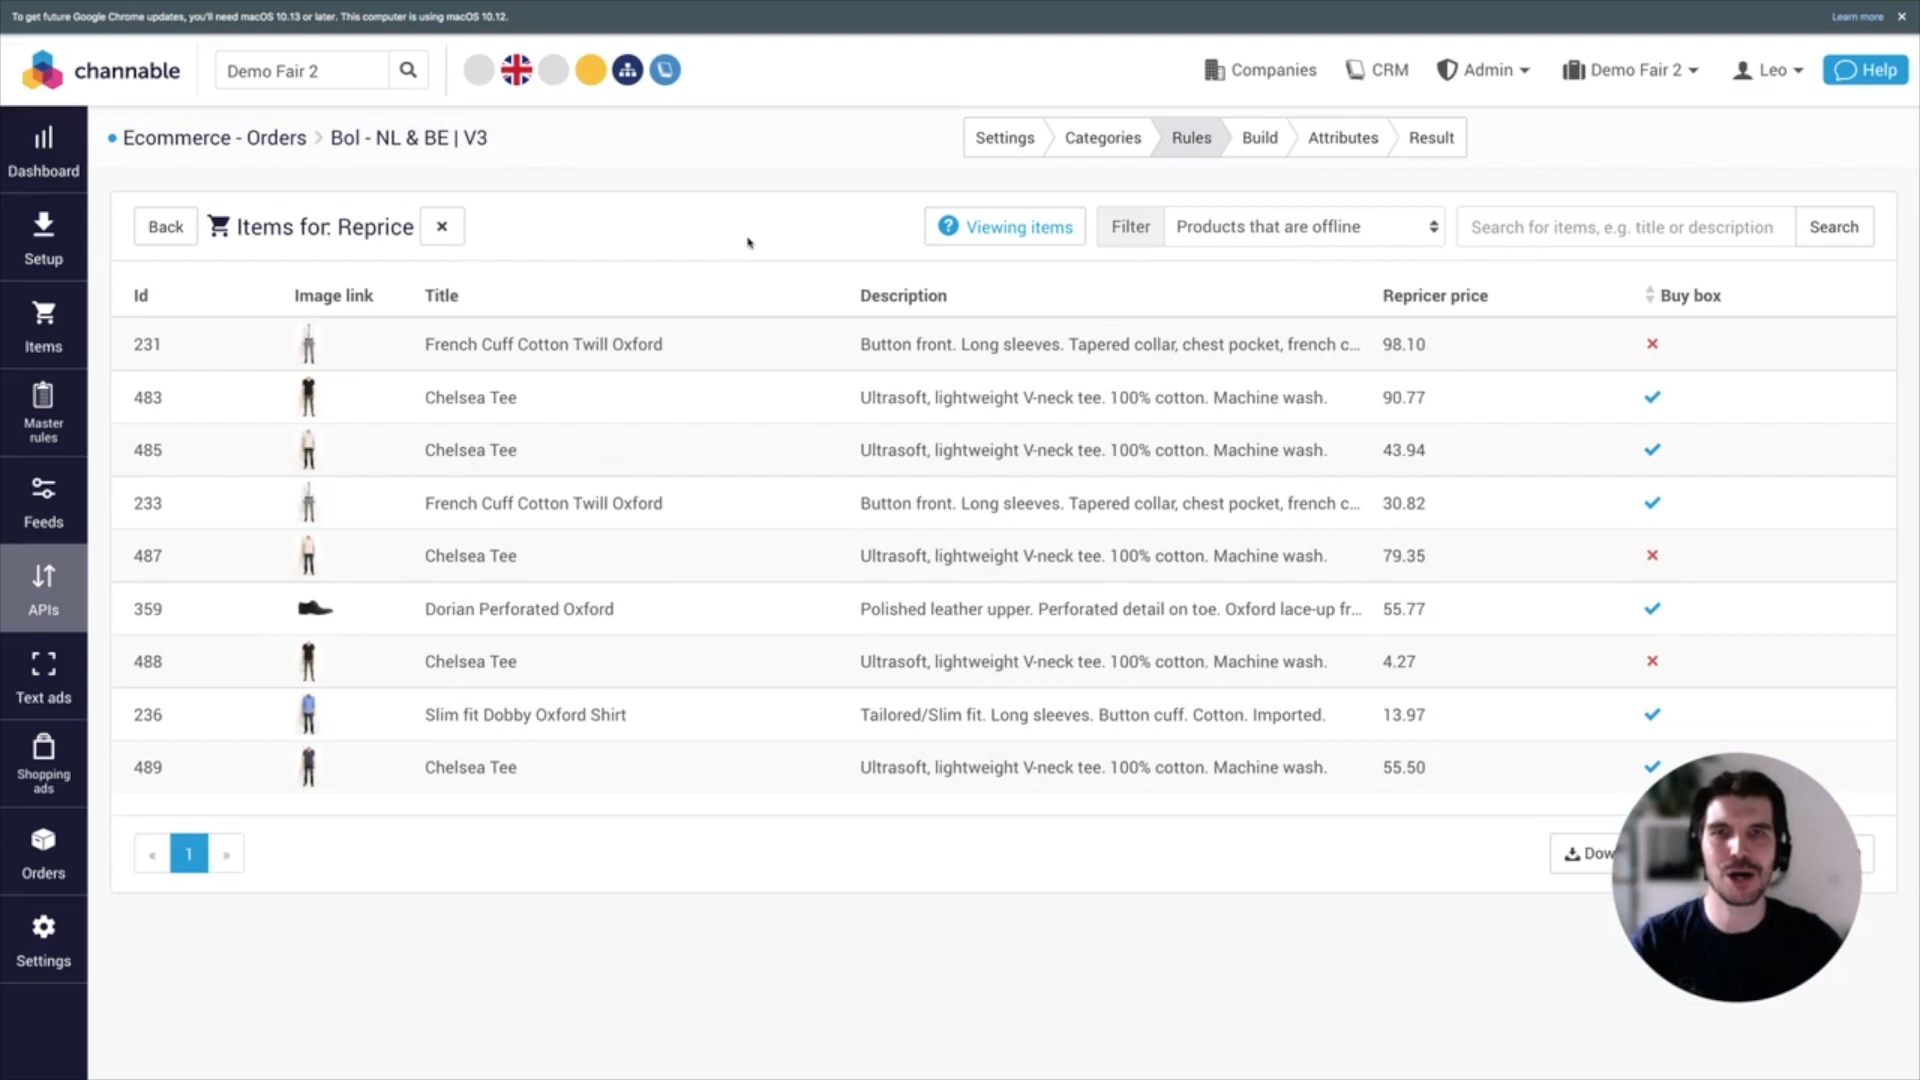 To get future Google Chrome updates, you'll need macOS 10.13 or later. This computer is using macOS 10.12.
Learn more ×
channable
Demo Fair 2
Companies
CRM
Admin
Demo Fair 2
Leo
Help
Dashboard
Setup
Items
Master rules
Feeds
APIs
Text ads
Shopping ads
Orders
Settings
Ecommerce - Orders > Bol - NL & BE | V3
Settings
Categories
Rules
Build
Attributes
Result
Back
Items for: Reprice
×
? Viewing items
Filter
Products that are offline
Search for items, e.g. title or description
Search
Id Image link Title Description Repricer price Buy box
231 French Cuff Cotton Twill Oxford Button front. Long sleeves. Tapered collar, chest pocket, french c... 98.10
483 Chelsea Tee Ultrasoft, lightweight V-neck tee. 100% cotton. Machine wash. 90.77
485 Chelsea Tee Ultrasoft, lightweight V-neck tee. 100% cotton. Machine wash. 43.94
233 French Cuff Cotton Twill Oxford Button front. Long sleeves. Tapered collar, chest pocket, french c... 30.82
487 Chelsea Tee Ultrasoft, lightweight V-neck tee. 100% cotton. Machine wash. 79.35
359 Dorian Perforated Oxford Polished leather upper. Perforated detail on toe. Oxford lace-up fr... 55.77
488 Chelsea Tee Ultrasoft, lightweight V-neck tee. 100% cotton. Machine wash. 4.27
236 Slim fit Dobby Oxford Shirt Tailored/Slim fit. Long sleeves. Button cuff. Cotton. Imported. 13.97
489 Chelsea Tee Ultrasoft, lightweight V-neck tee. 100% cotton. Machine wash. 55.50
« 1 »
Dow